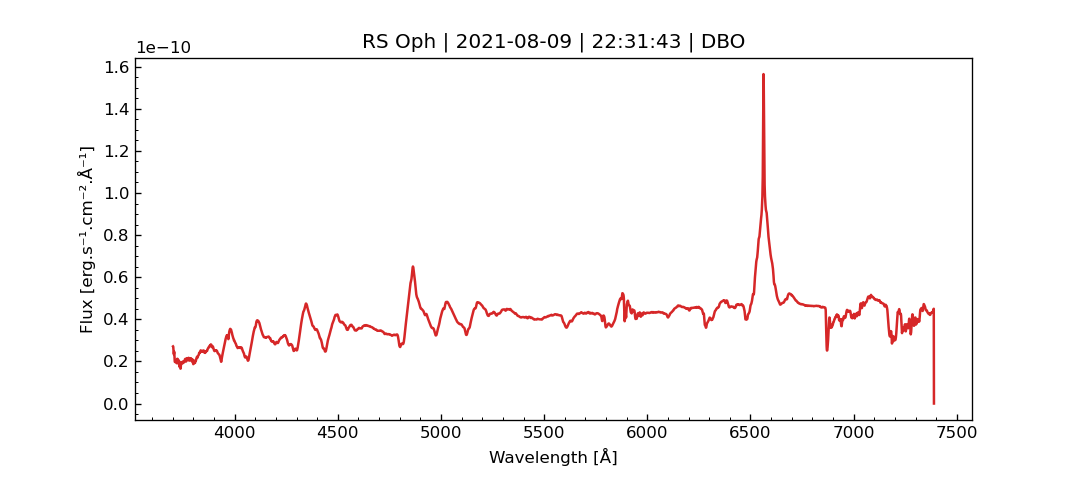 RS Oph | 2021-08-09 | 22:31:43 | DBO
1e−10
1.6
1.4
1.2
1.0
0.8
0.6
0.4
0.2
0.0
Flux [erg.s⁻¹.cm⁻².Å⁻¹]
4000 4500 5000 5500 6000 6500 7000 7500
Wavelength [Å]